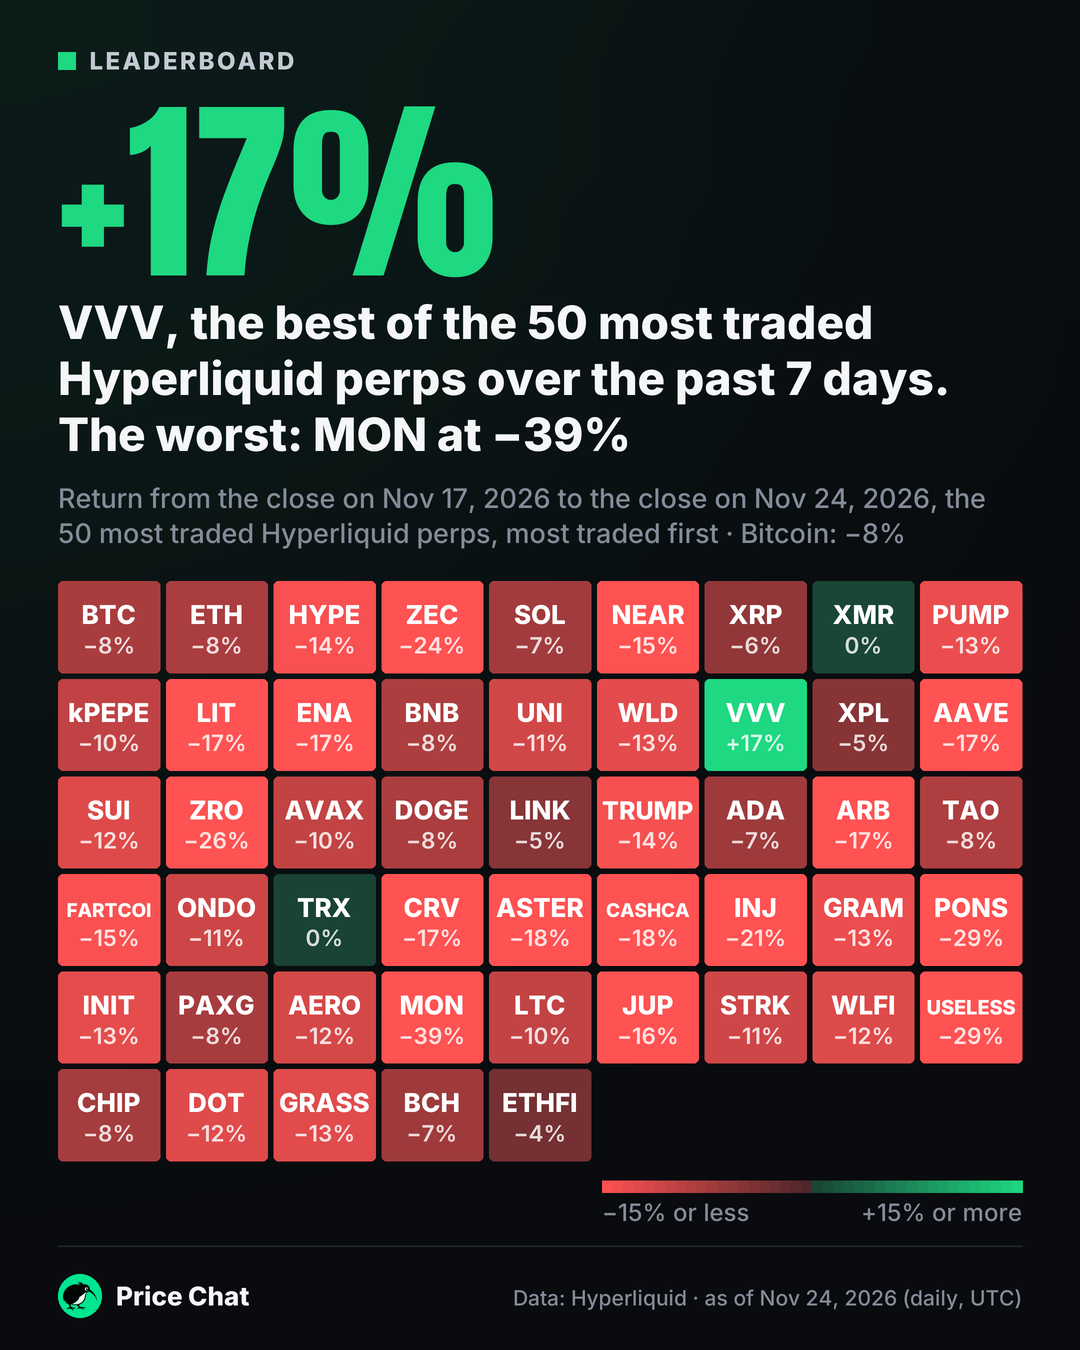 LEADERBOARD
+17%
VVV, the best of the 50 most traded
Hyperliquid perps over the past 7 days.
The worst: MON at −39%
Return from the close on Nov 17, 2026 to the close on Nov 24, 2026, the
50 most traded Hyperliquid perps, most traded first · Bitcoin: −8%
BTC ETH HYPE ZEC SOL NEAR XRP XMR PUMP
−8% −8% −14% −24% −7% −15% −6% 0% −13%
kPEPE LIT ENA BNB UNI WLD VVV XPL AAVE
−10% −17% −17% −8% −11% −13% +17% −5% −17%
SUI ZRO AVAX DOGE LINK TRUMP ADA ARB TAO
−12% −26% −10% −8% −5% −14% −7% −17% −8%
FARTCOI ONDO TRX CRV ASTER CASHCA INJ GRAM PONS
−15% −11% 0% −17% −18% −18% −21% −13% −29%
INIT PAXG AERO MON LTC JUP STRK WLFI USELESS
−13% −8% −12% −39% −10% −16% −11% −12% −29%
CHIP DOT GRASS BCH ETHFI
−8% −12% −13% −7% −4%
−15% or less +15% or more
Price Chat Data: Hyperliquid · as of Nov 24, 2026 (daily, UTC)